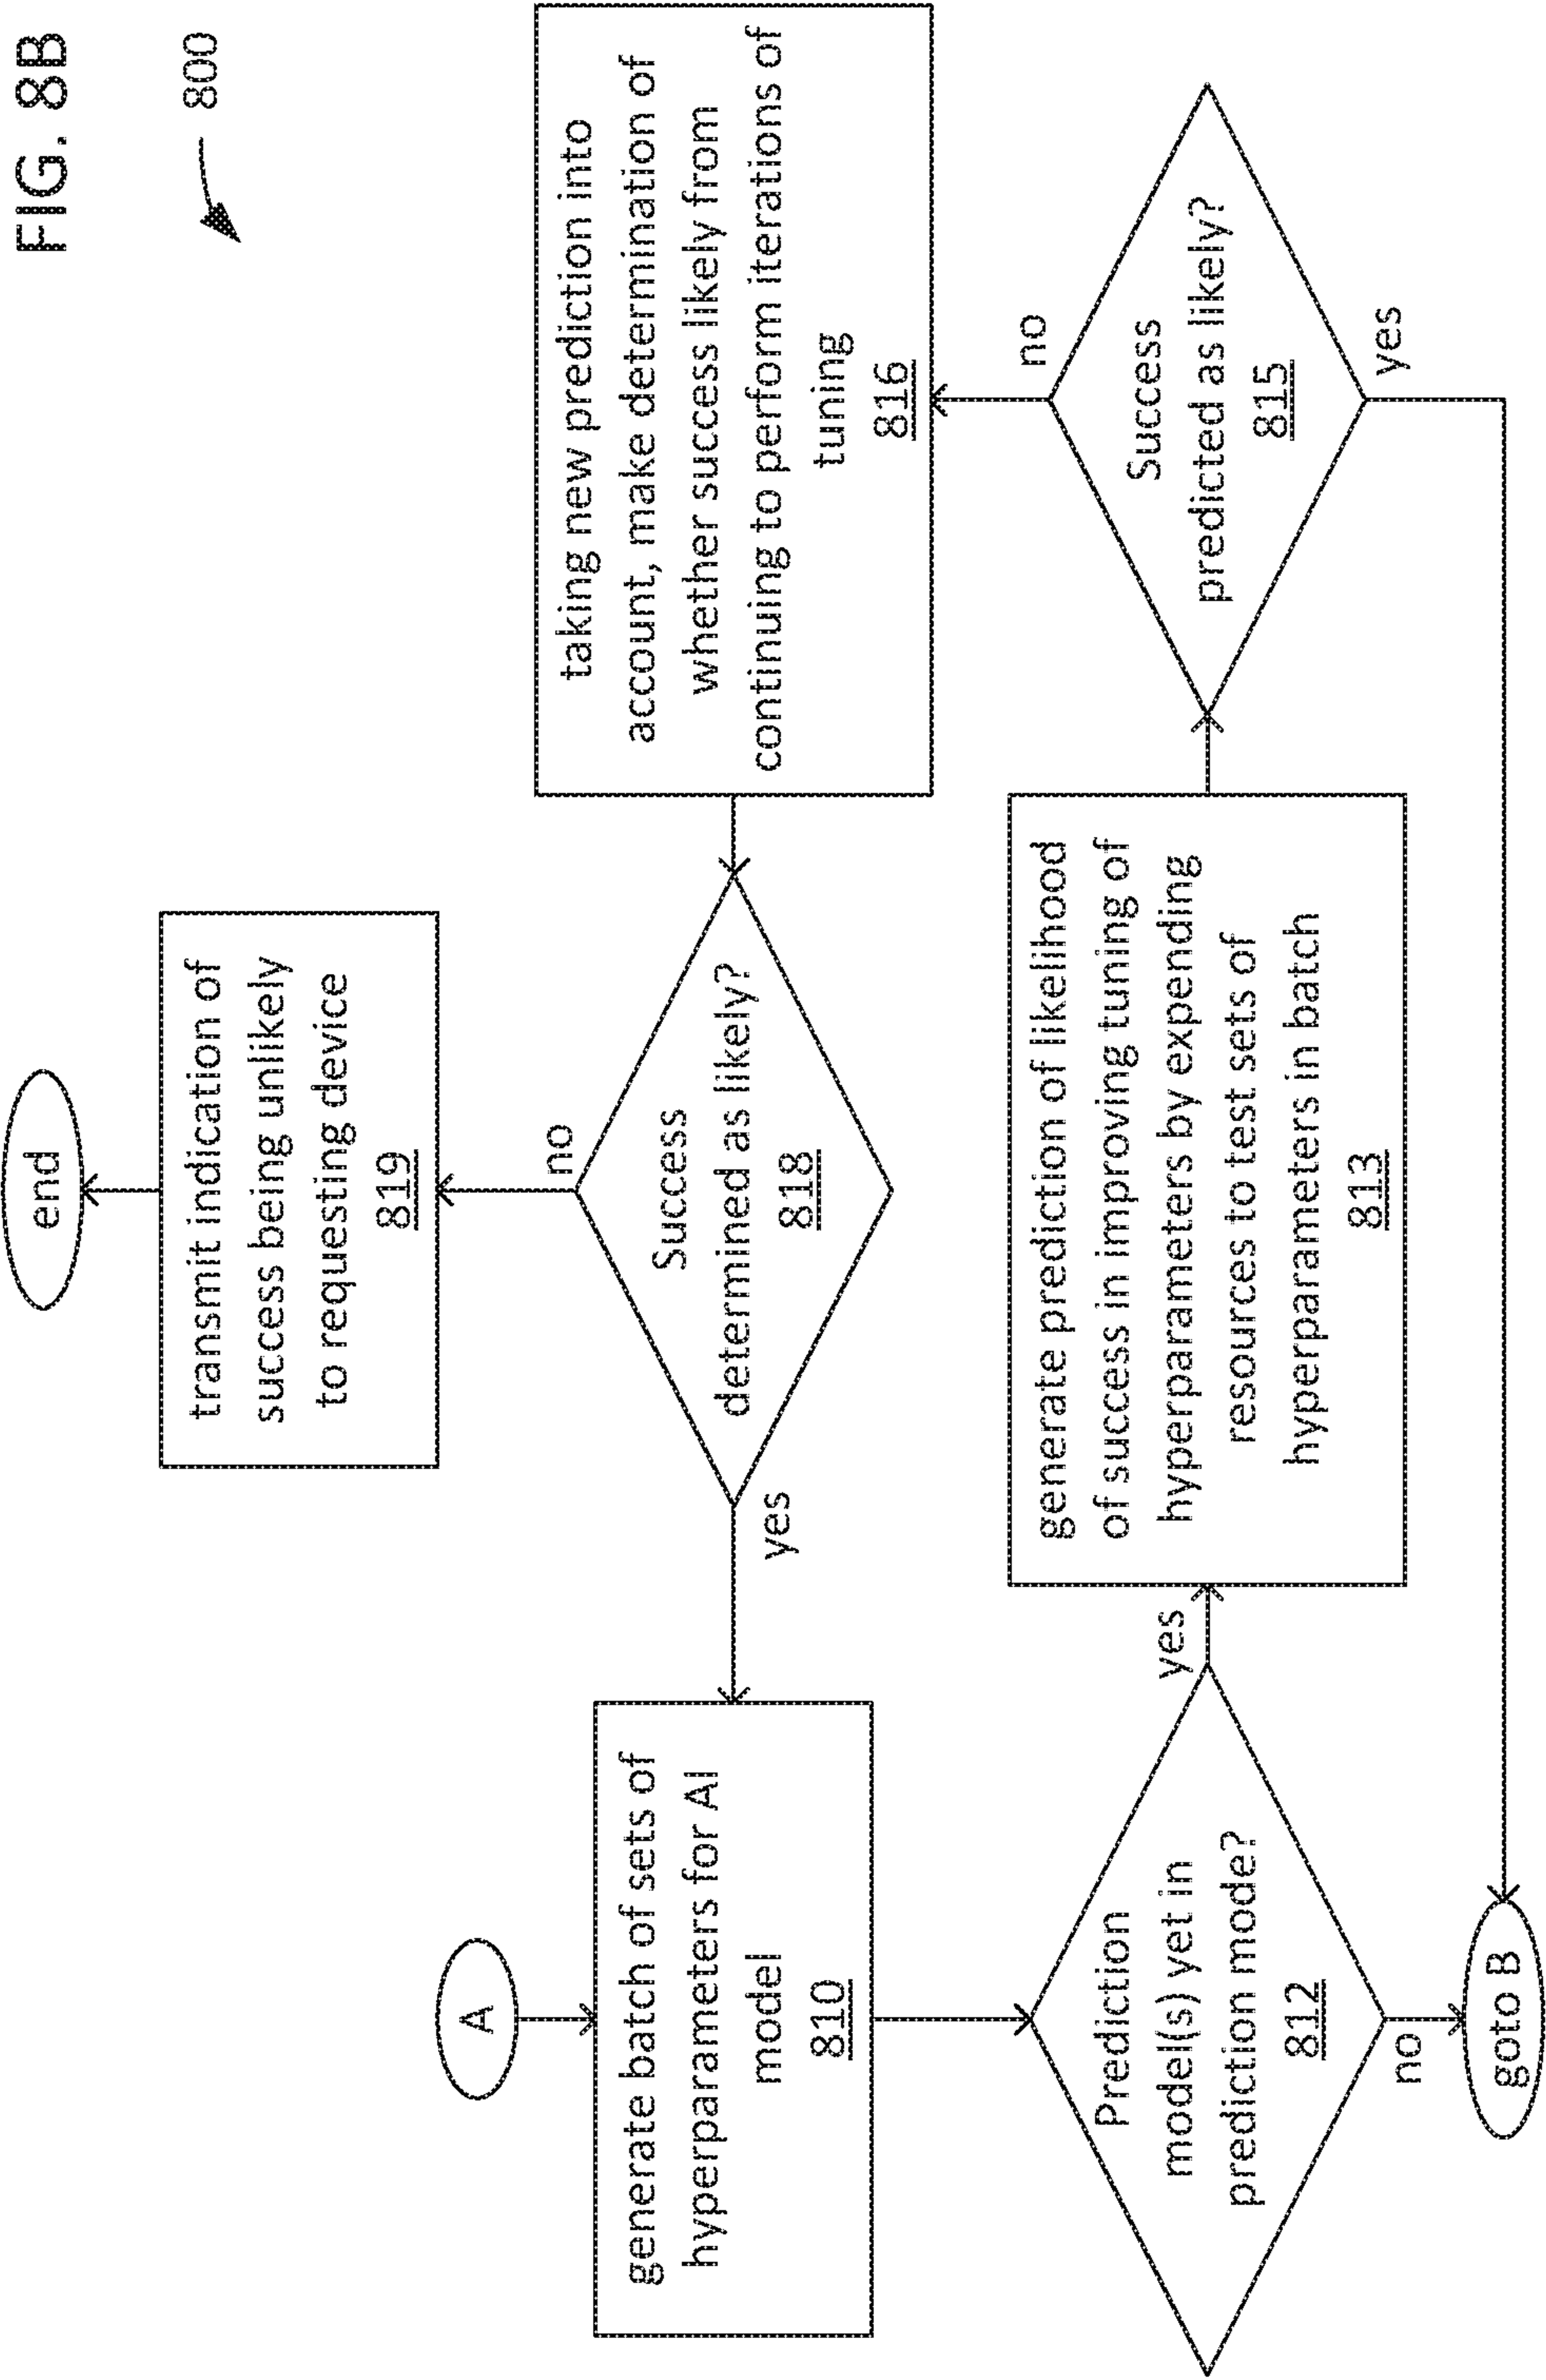 FIG. 8B
800
A
generate batch of sets of
hyperparameters for AI
model
810
Prediction
model(s) yet in
prediction mode?
812
no
goto B
yes
generate prediction of likelihood
of success in improving tuning of
hyperparameters by expending
resources to test sets of
hyperparameters in batch
813
Success
predicted as likely?
815
yes
no
taking new prediction into
account, make determination of
whether success likely from
continuing to perform iterations of
tuning
816
Success
determined as likely?
818
yes
no
transmit indication of
success being unlikely
to requesting device
819
end